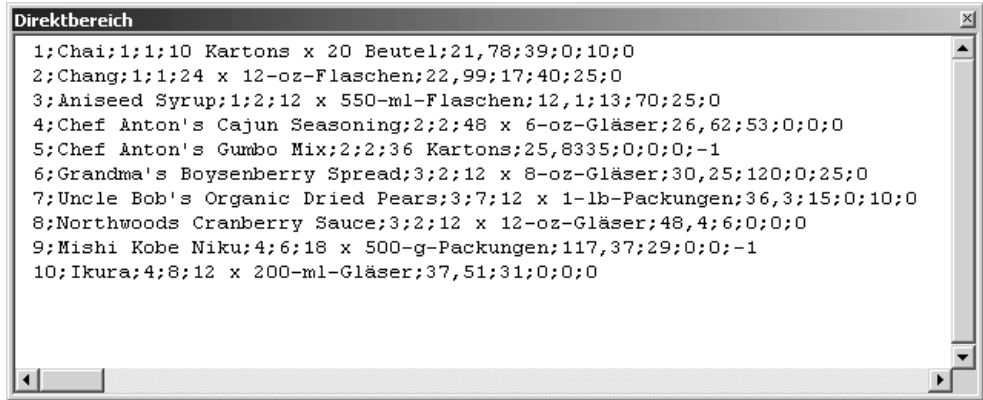 Direktbereich
1;Chai;1;1;10 Kartons x 20 Beutel;21,78;39;0;10;0
2;Chang;1;1;24 x 12-oz-Flaschen;22,99;17;40;25;0
3;Aniseed Syrup;1;2;12 x 550-ml-Flaschen;12,1;13;70;25;0
4;Chef Anton's Cajun Seasoning;2;2;48 x 6-oz-Gläser;26,62;53;0;0;0
5;Chef Anton's Gumbo Mix;2;2;36 Kartons;25,8335;0;0;0;-1
6;Grandma's Boysenberry Spread;3;2;12 x 8-oz-Gläser;30,25;120;0;25;0
7;Uncle Bob's Organic Dried Pears;3;7;12 x 1-lb-Packungen;36,3;15;0;10;0
8;Northwoods Cranberry Sauce;3;2;12 x 12-oz-Gläser;48,4;6;0;0;0
9;Mishi Kobe Niku;4;6;18 x 500-g-Packungen;117,37;29;0;0;-1
10;Ikura;4;8;12 x 200-ml-Gläser;37,51;31;0;0;0